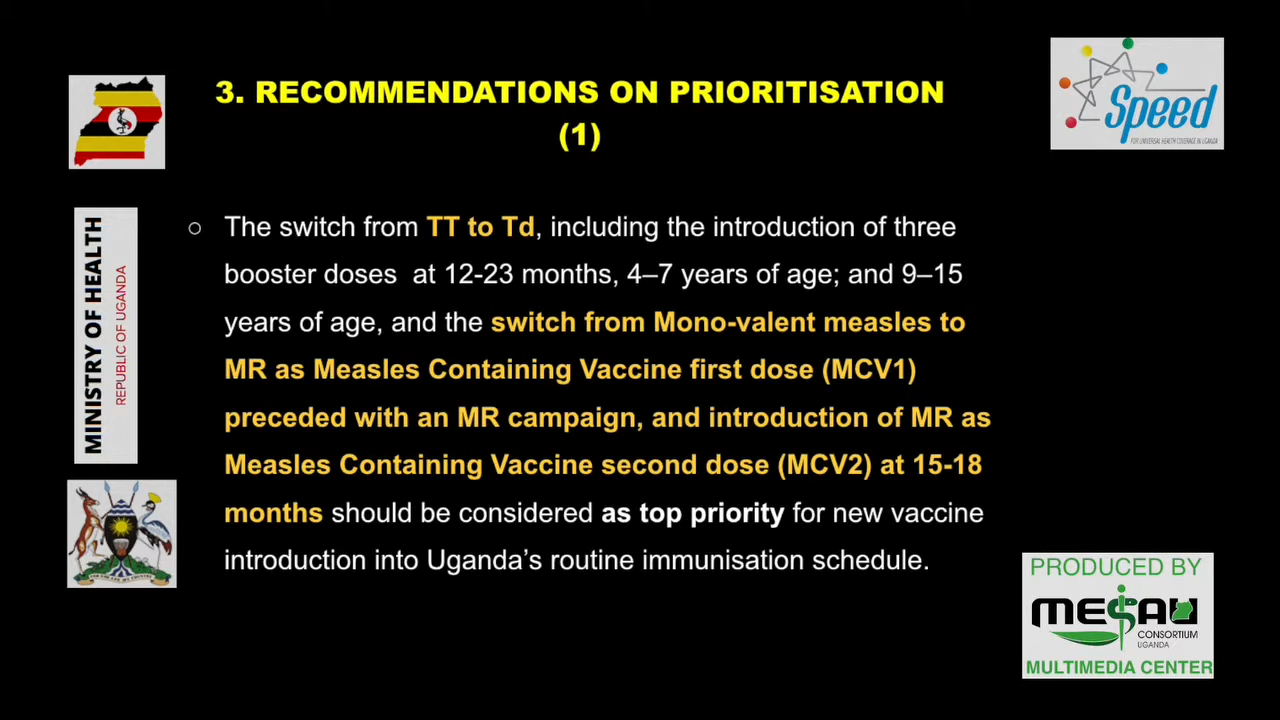 3. RECOMMENDATIONS ON PRIORITISATION
(1)
Speed
FOR UNIVERSAL HEALTH COVERAGE IN UGANDA
MINISTRY OF HEALTH
REPUBLIC OF UGANDA
○ The switch from TT to Td, including the introduction of three
booster doses at 12-23 months, 4–7 years of age; and 9–15
years of age, and the switch from Mono-valent measles to
MR as Measles Containing Vaccine first dose (MCV1)
preceded with an MR campaign, and introduction of MR as
Measles Containing Vaccine second dose (MCV2) at 15-18
months should be considered as top priority for new vaccine
introduction into Uganda’s routine immunisation schedule.
PRODUCED BY
MESAU
CONSORTIUM
UGANDA
MULTIMEDIA CENTER